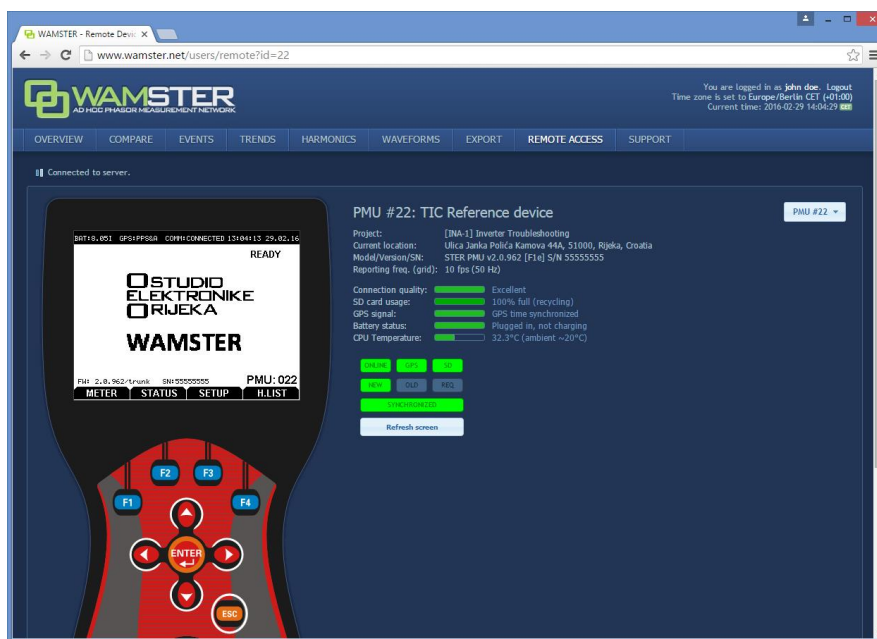 WAMSTER - Remote Devic
www.wamster.net/users/remote?id=22
WAMSTER
AD HOC PHASOR MEASUREMENT NETWORK
You are logged in as john doe. Logout
Time zone is set to Europe/Berlin CET (+01:00)
Current time: 2016-02-29 14:04:29 CET
OVERVIEW COMPARE EVENTS TRENDS HARMONICS WAVEFORMS EXPORT REMOTE ACCESS SUPPORT
Connected to server.
PMU #22: TIC Reference device
PMU #22
Project: [INA-1] Inverter Troubleshooting
Current location: Ulica Janka Polića Kamova 44A, 51000, Rijeka, Croatia
Model/Version/SN: STER PMU v2.0.962 [F1e] S/N 55555555
Reporting freq. (grid): 10 fps (50 Hz)
Connection quality: Excellent
SD card usage: 100% full (recycling)
GPS signal: GPS time synchronized
Battery status: Plugged in, not charging
CPU Temperature: 32.3°C (ambient ~20°C)
ONLINE GPS SD
NEW OLD REQ
SYNCHRONIZED
Refresh screen
BAT:8.05I GPS:PPS&A COMM:CONNECTED 13:04:13 29.02.16
READY
STUDIO
ELEKTRONIKE
RIJEKA
WAMSTER
FW: 2.0.962/trunk SN:55555555 PMU:022
METER STATUS SETUP H.LIST
F2 F3
F1 F4
ENTER
ESC